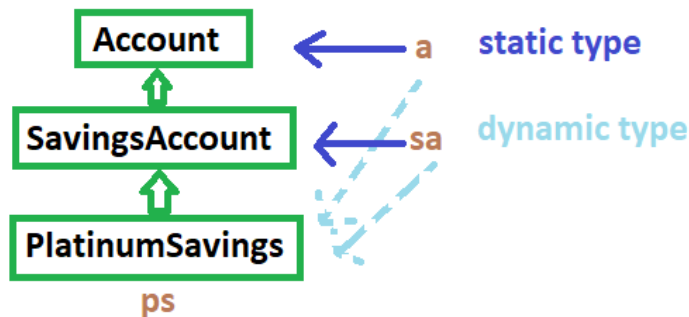 Account
a
static type
SavingsAccount
sa
dynamic type
PlatinumSavings
ps